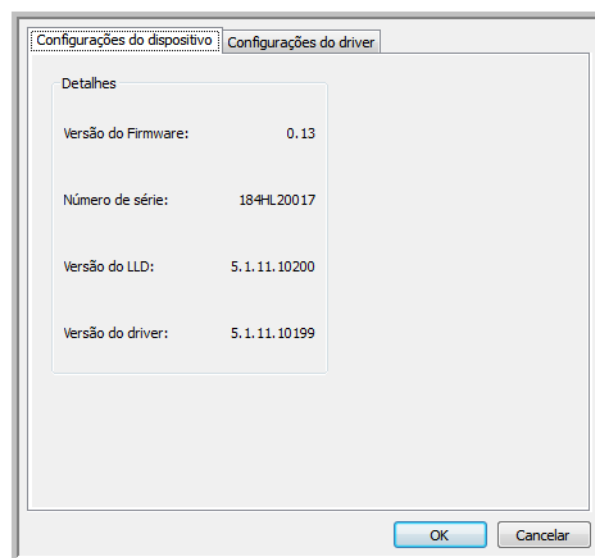 Configurações do dispositivo Configurações do driver
Detalhes
Versão do Firmware: 0.13
Número de série: 184HL20017
Versão do LLD: 5.1.11.10200
Versão do driver: 5.1.11.10199
OK Cancelar